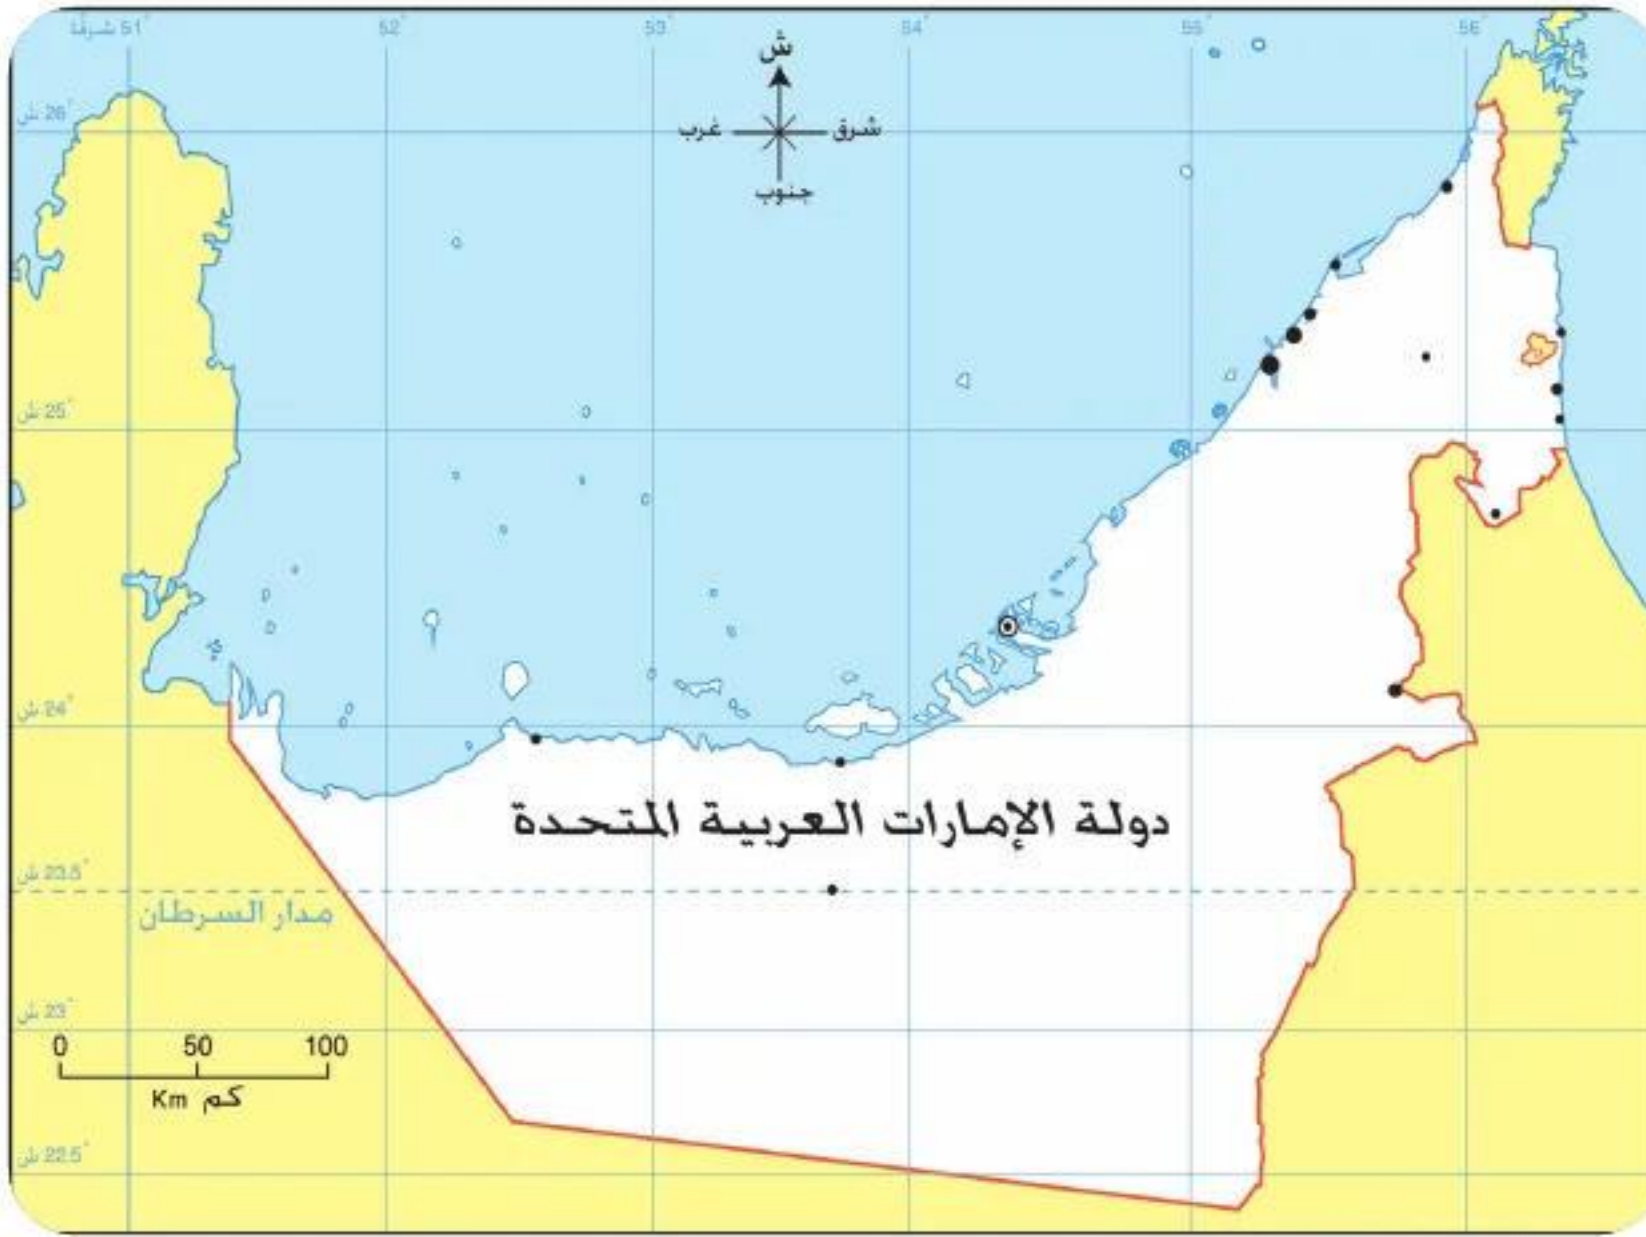 51° شرقًا 52° 53° 54° 55° 56°
ش
غرب شرق
جنوب
26° ش
25° ش
24° ش
دولة الإمارات العربية المتحدة
23.5° ش
مدار السرطان
23° ش
0 50 100
Km كم
22.5° ش